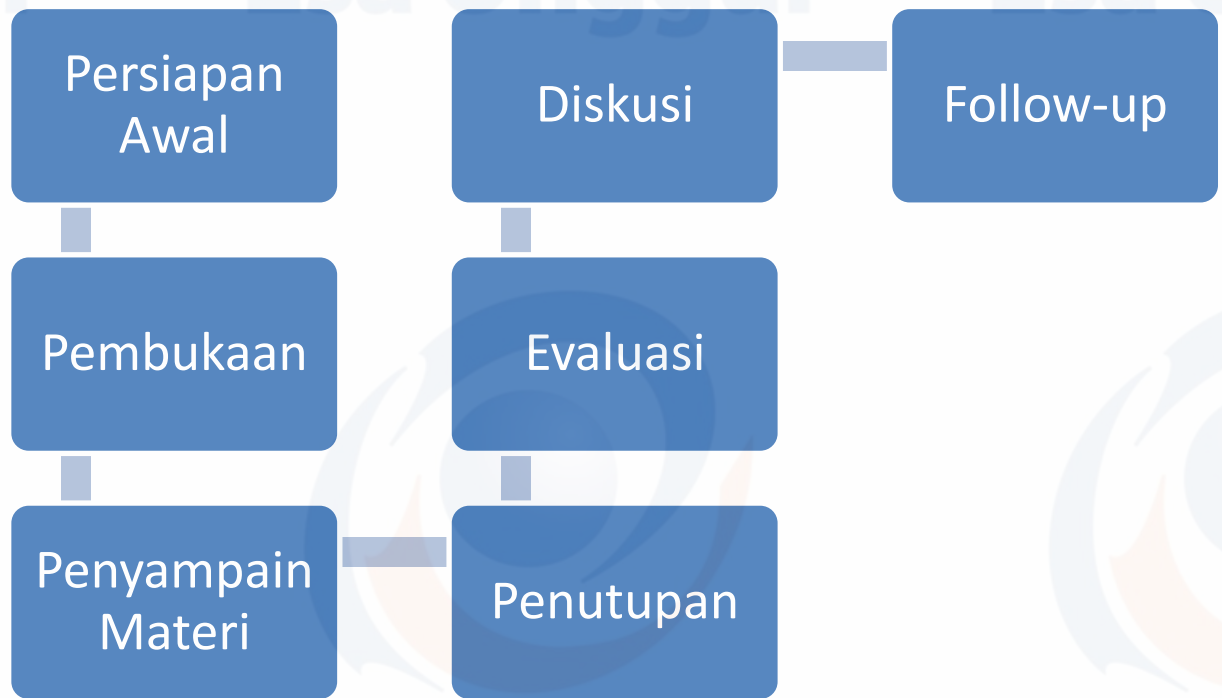 Persiapan
Awal
Pembukaan
Penyampain
Materi
Penutupan
Evaluasi
Diskusi
Follow-up